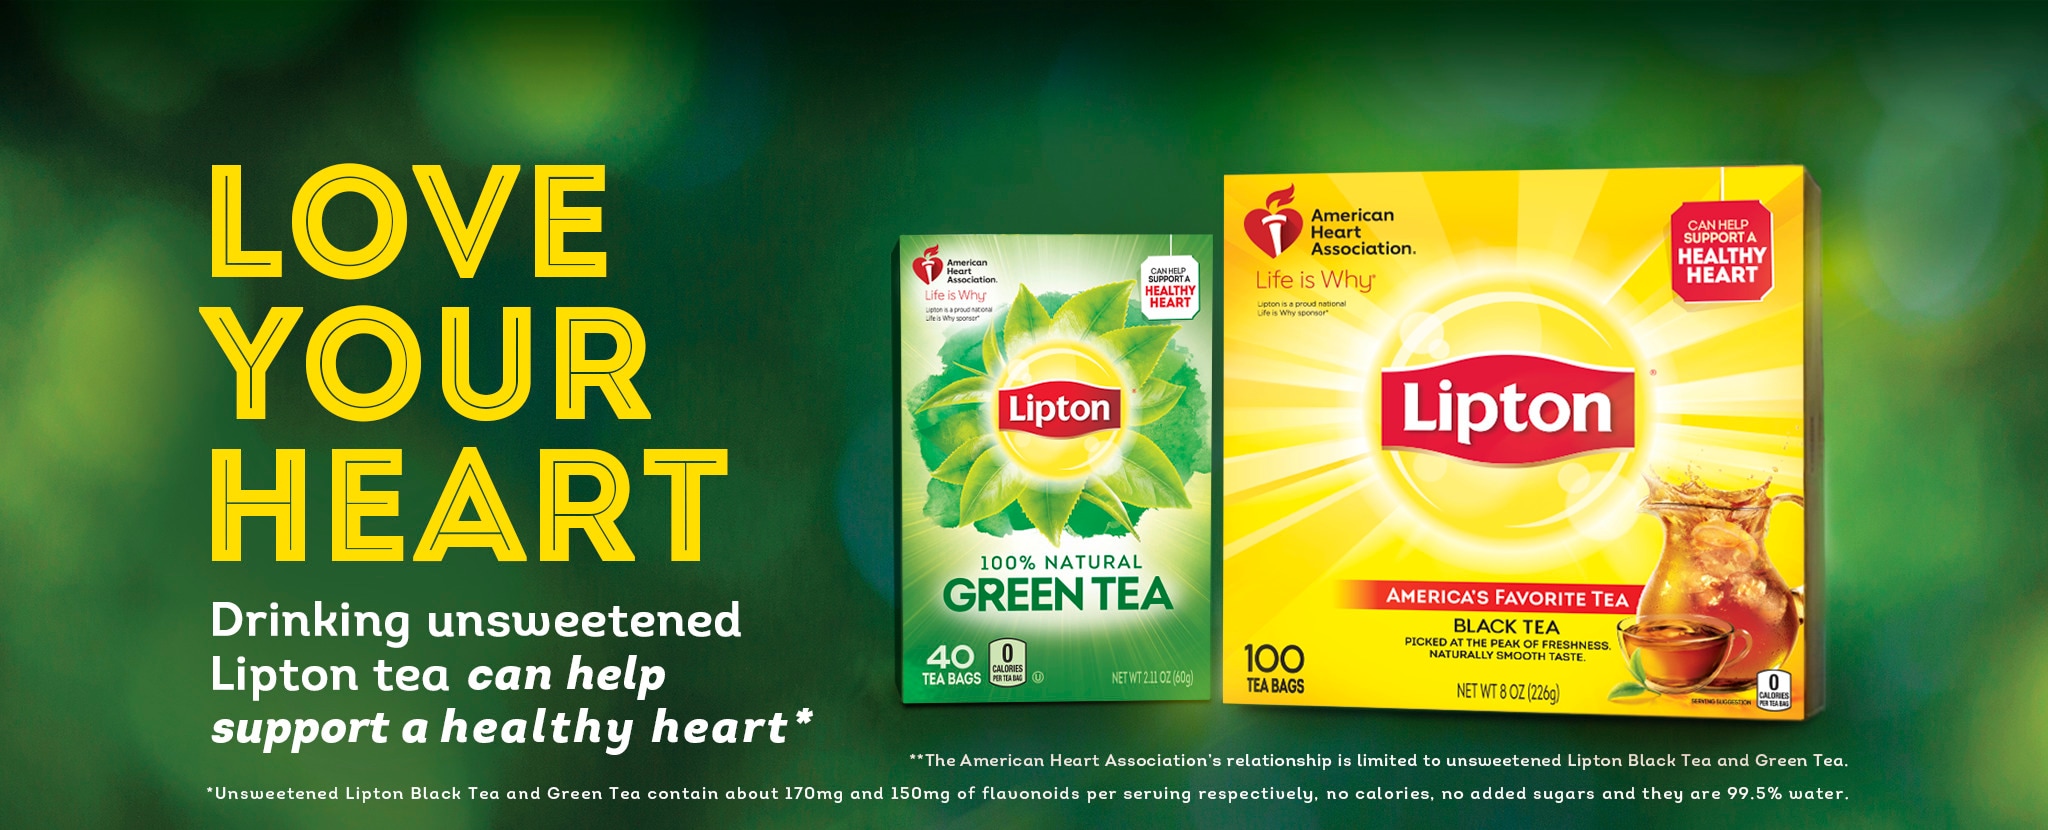 LOVE
YOUR
HEART
Drinking unsweetened
Lipton tea can help
support a healthy heart*
American
Heart
Association.
Life is Why®
Lipton is a proud national
Life is Why sponsor*
CAN HELP
SUPPORT A
HEALTHY
HEART
Lipton
100% NATURAL
GREEN TEA
40
TEA BAGS
0
CALORIES
PER TEA BAG
U
NET WT 2.11 OZ (60g)
American
Heart
Association.
Life is Why®
Lipton is a proud national
Life is Why sponsor*
CAN HELP
SUPPORT A
HEALTHY
HEART
Lipton®
AMERICA'S FAVORITE TEA
BLACK TEA
PICKED AT THE PEAK OF FRESHNESS.
NATURALLY SMOOTH TASTE.
100
TEA BAGS
NET WT 8 OZ (226g)
SERVING SUGGESTION
0
CALORIES
PER TEA BAG
**The American Heart Association's relationship is limited to unsweetened Lipton Black Tea and Green Tea.
*Unsweetened Lipton Black Tea and Green Tea contain about 170mg and 150mg of flavonoids per serving respectively, no calories, no added sugars and they are 99.5% water.